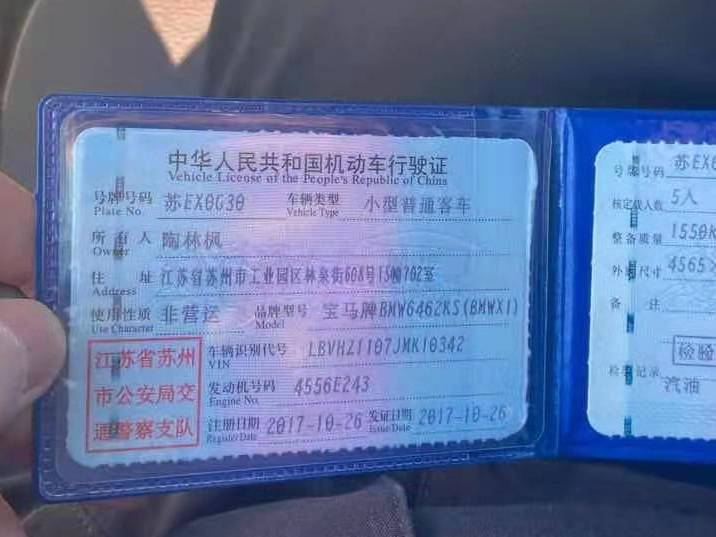 中华人民共和国机动车行驶证
Vehicle License of the People's Republic of China
号牌号码 苏EX0G30 车辆类型 小型普通客车
Plate No. Vehicle Type
所有人 陶林枫
Owner
住址 江苏省苏州市工业园区林泉街608号15幢702室
Address
使用性质 非营运 品牌型号 宝马牌BMW6462KS(BMWX1)
Use Character Model
江苏省苏州
市公安局交
通警察支队
车辆识别代号 LBVHZ1107JMK10342
VIN
发动机号码 4556E243
Engine No.
注册日期 2017-10-26 发证日期 2017-10-26
Register Date Issue Date
号牌号码 苏EX0
核定载人数 5人
整备质量 1550K
外廓尺寸 4565×
备注
检验
检验记录
汽油